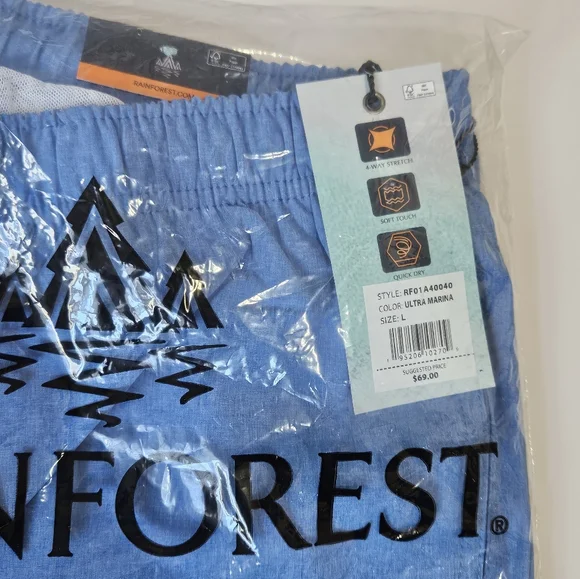 RAINFOREST.COM
4-WAY STRETCH
SOFT TOUCH
QUICK DRY
STYLE: RF01A40040
COLOR: ULTRA MARINA
SIZE: L
SUGGESTED PRICE
$69.00
NFOREST®